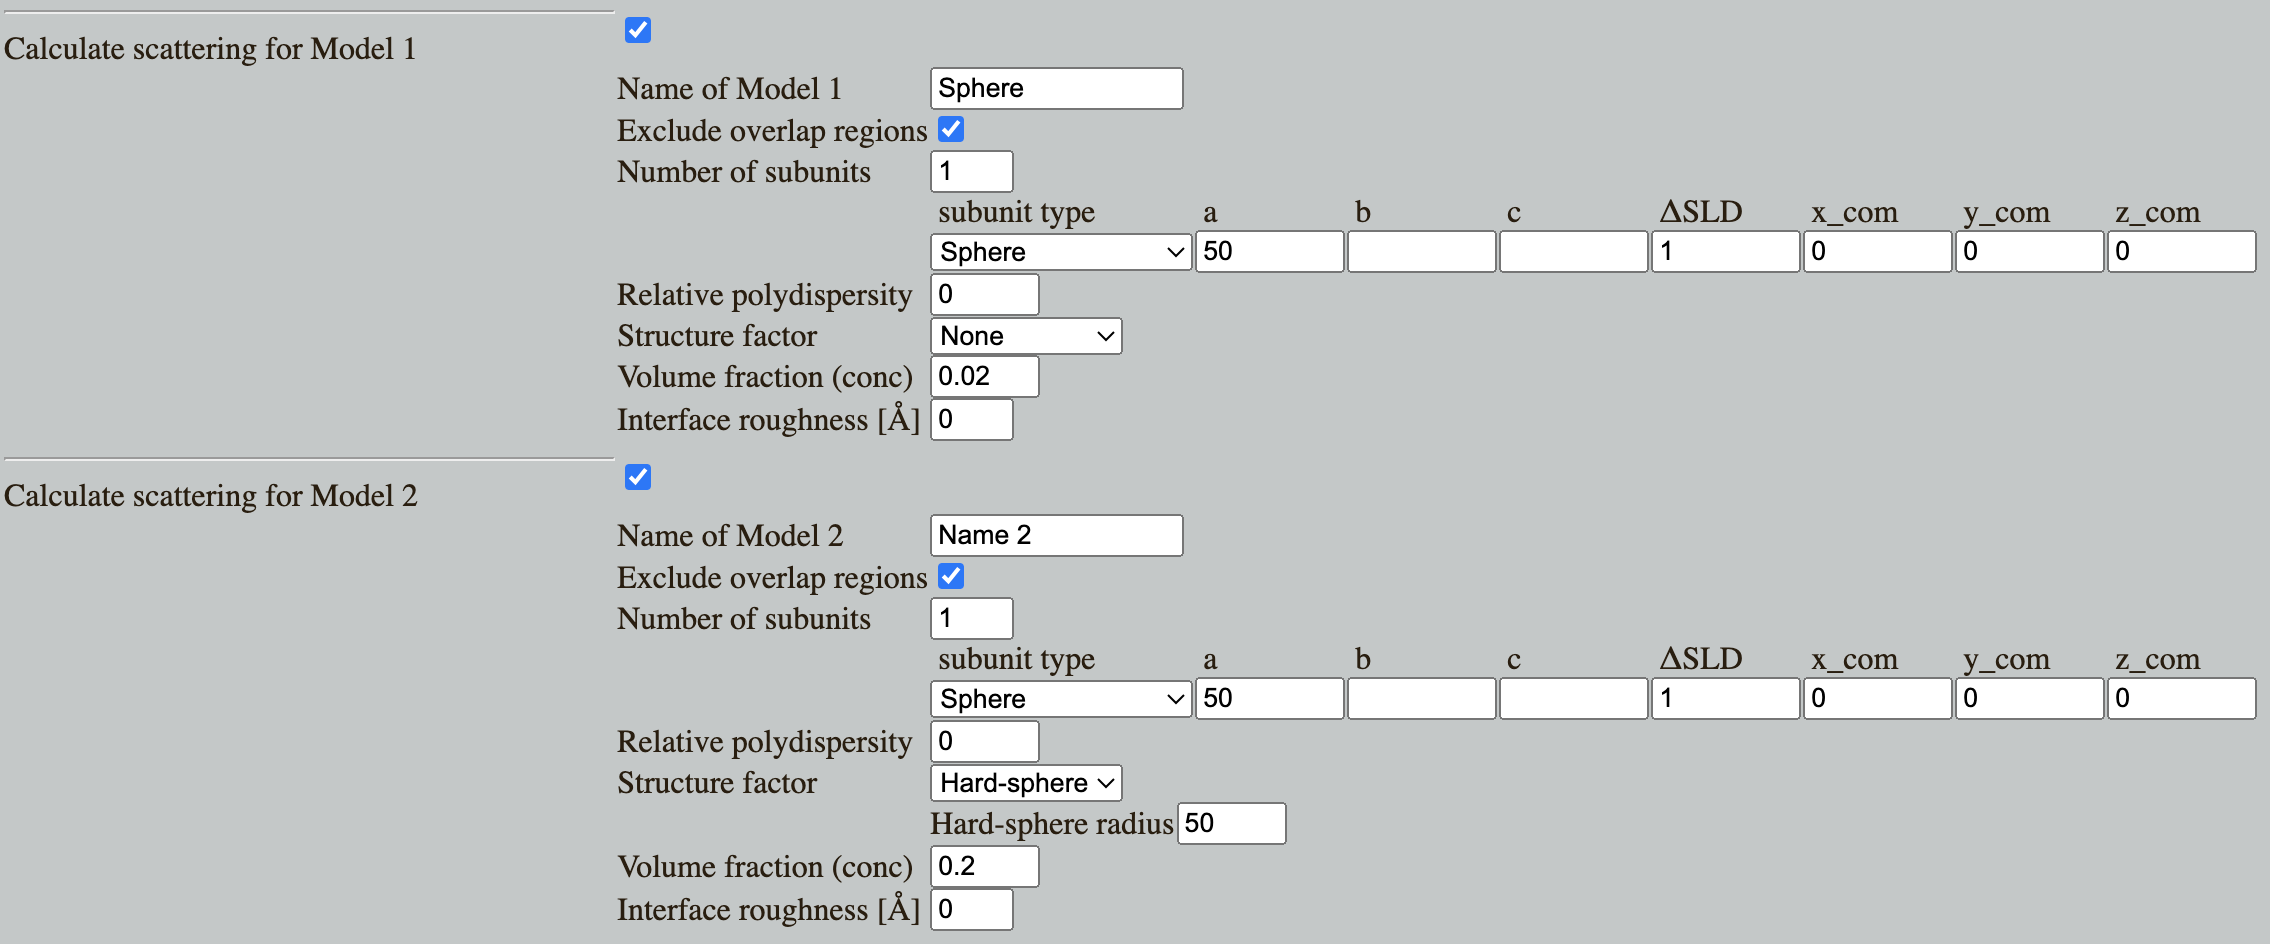 Calculate scattering for Model 1
Name of Model 1 Sphere
Exclude overlap regions
Number of subunits 1
subunit type a b c ΔSLD x_com y_com z_com
Sphere 50 1 0 0 0
Relative polydispersity 0
Structure factor None
Volume fraction (conc) 0.02
Interface roughness [Å] 0
Calculate scattering for Model 2
Name of Model 2 Name 2
Exclude overlap regions
Number of subunits 1
subunit type a b c ΔSLD x_com y_com z_com
Sphere 50 1 0 0 0
Relative polydispersity 0
Structure factor Hard-sphere
Hard-sphere radius 50
Volume fraction (conc) 0.2
Interface roughness [Å] 0